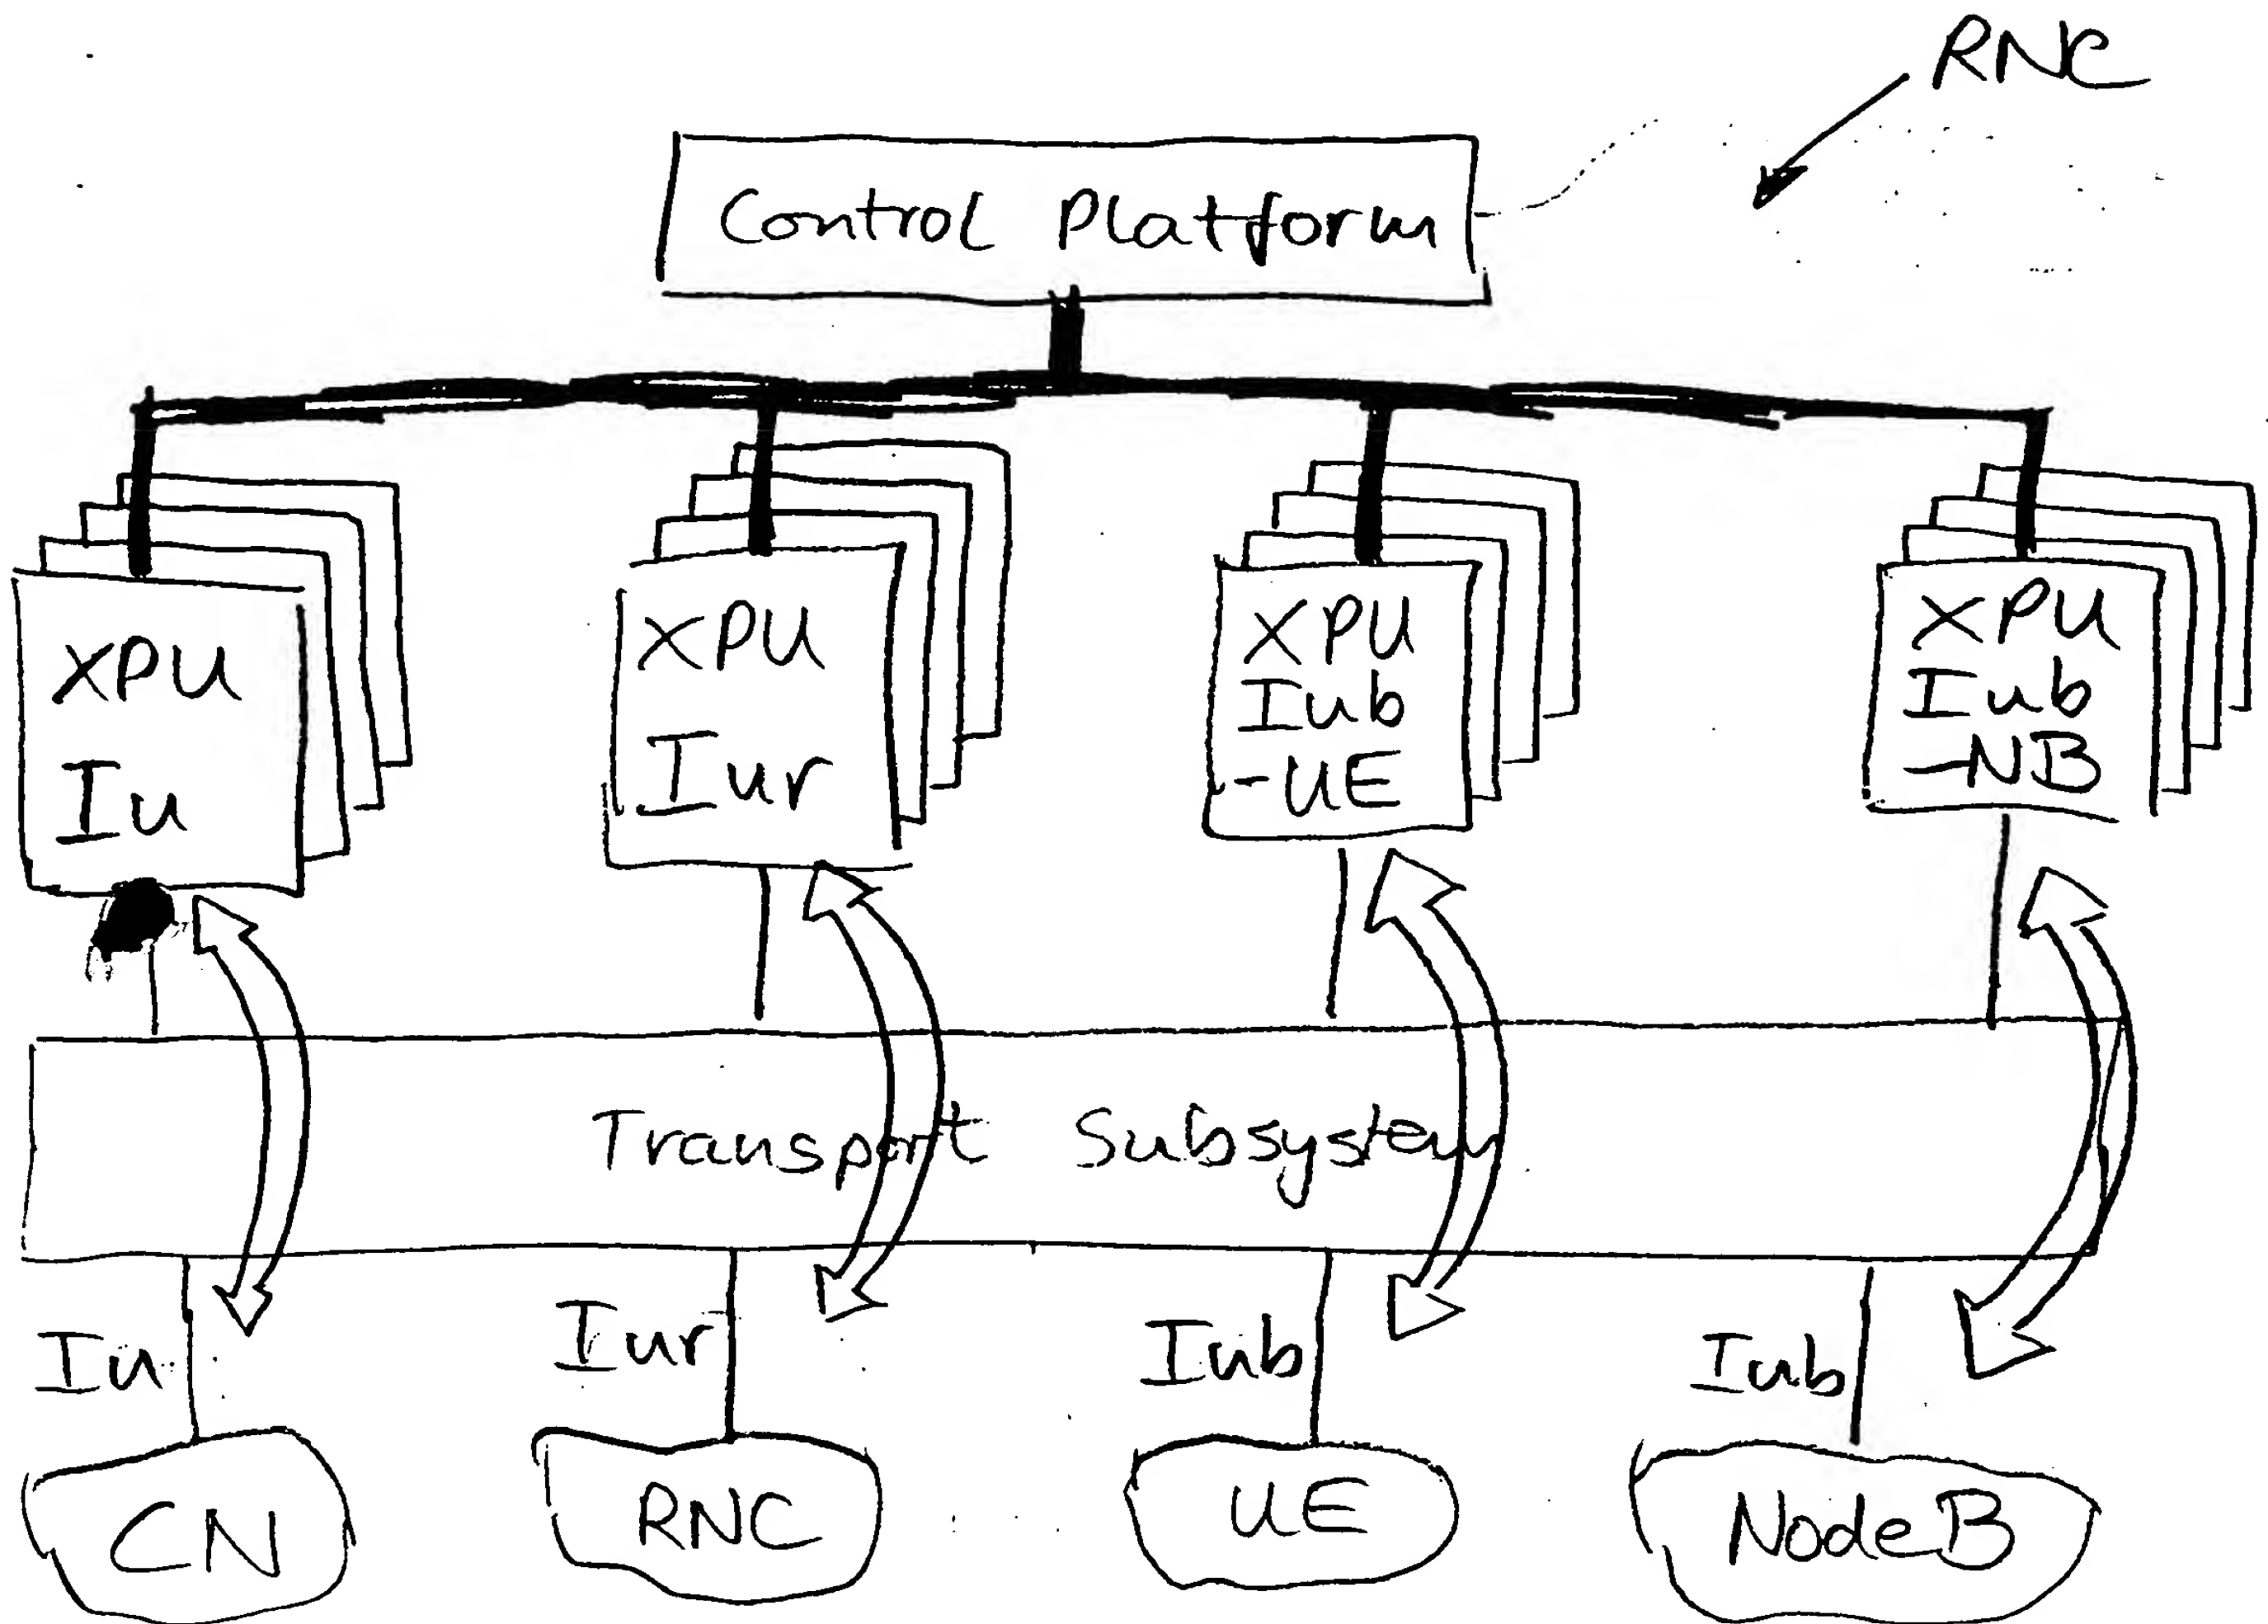 RNC
Control Platform
XPU
Iu
XPU
Iur
XPU
Iub
-UE
XPU
Iub
-NB
Transport Subsystem
Iu
Iur
Iub
Iub
CN
RNC
UE
NodeB